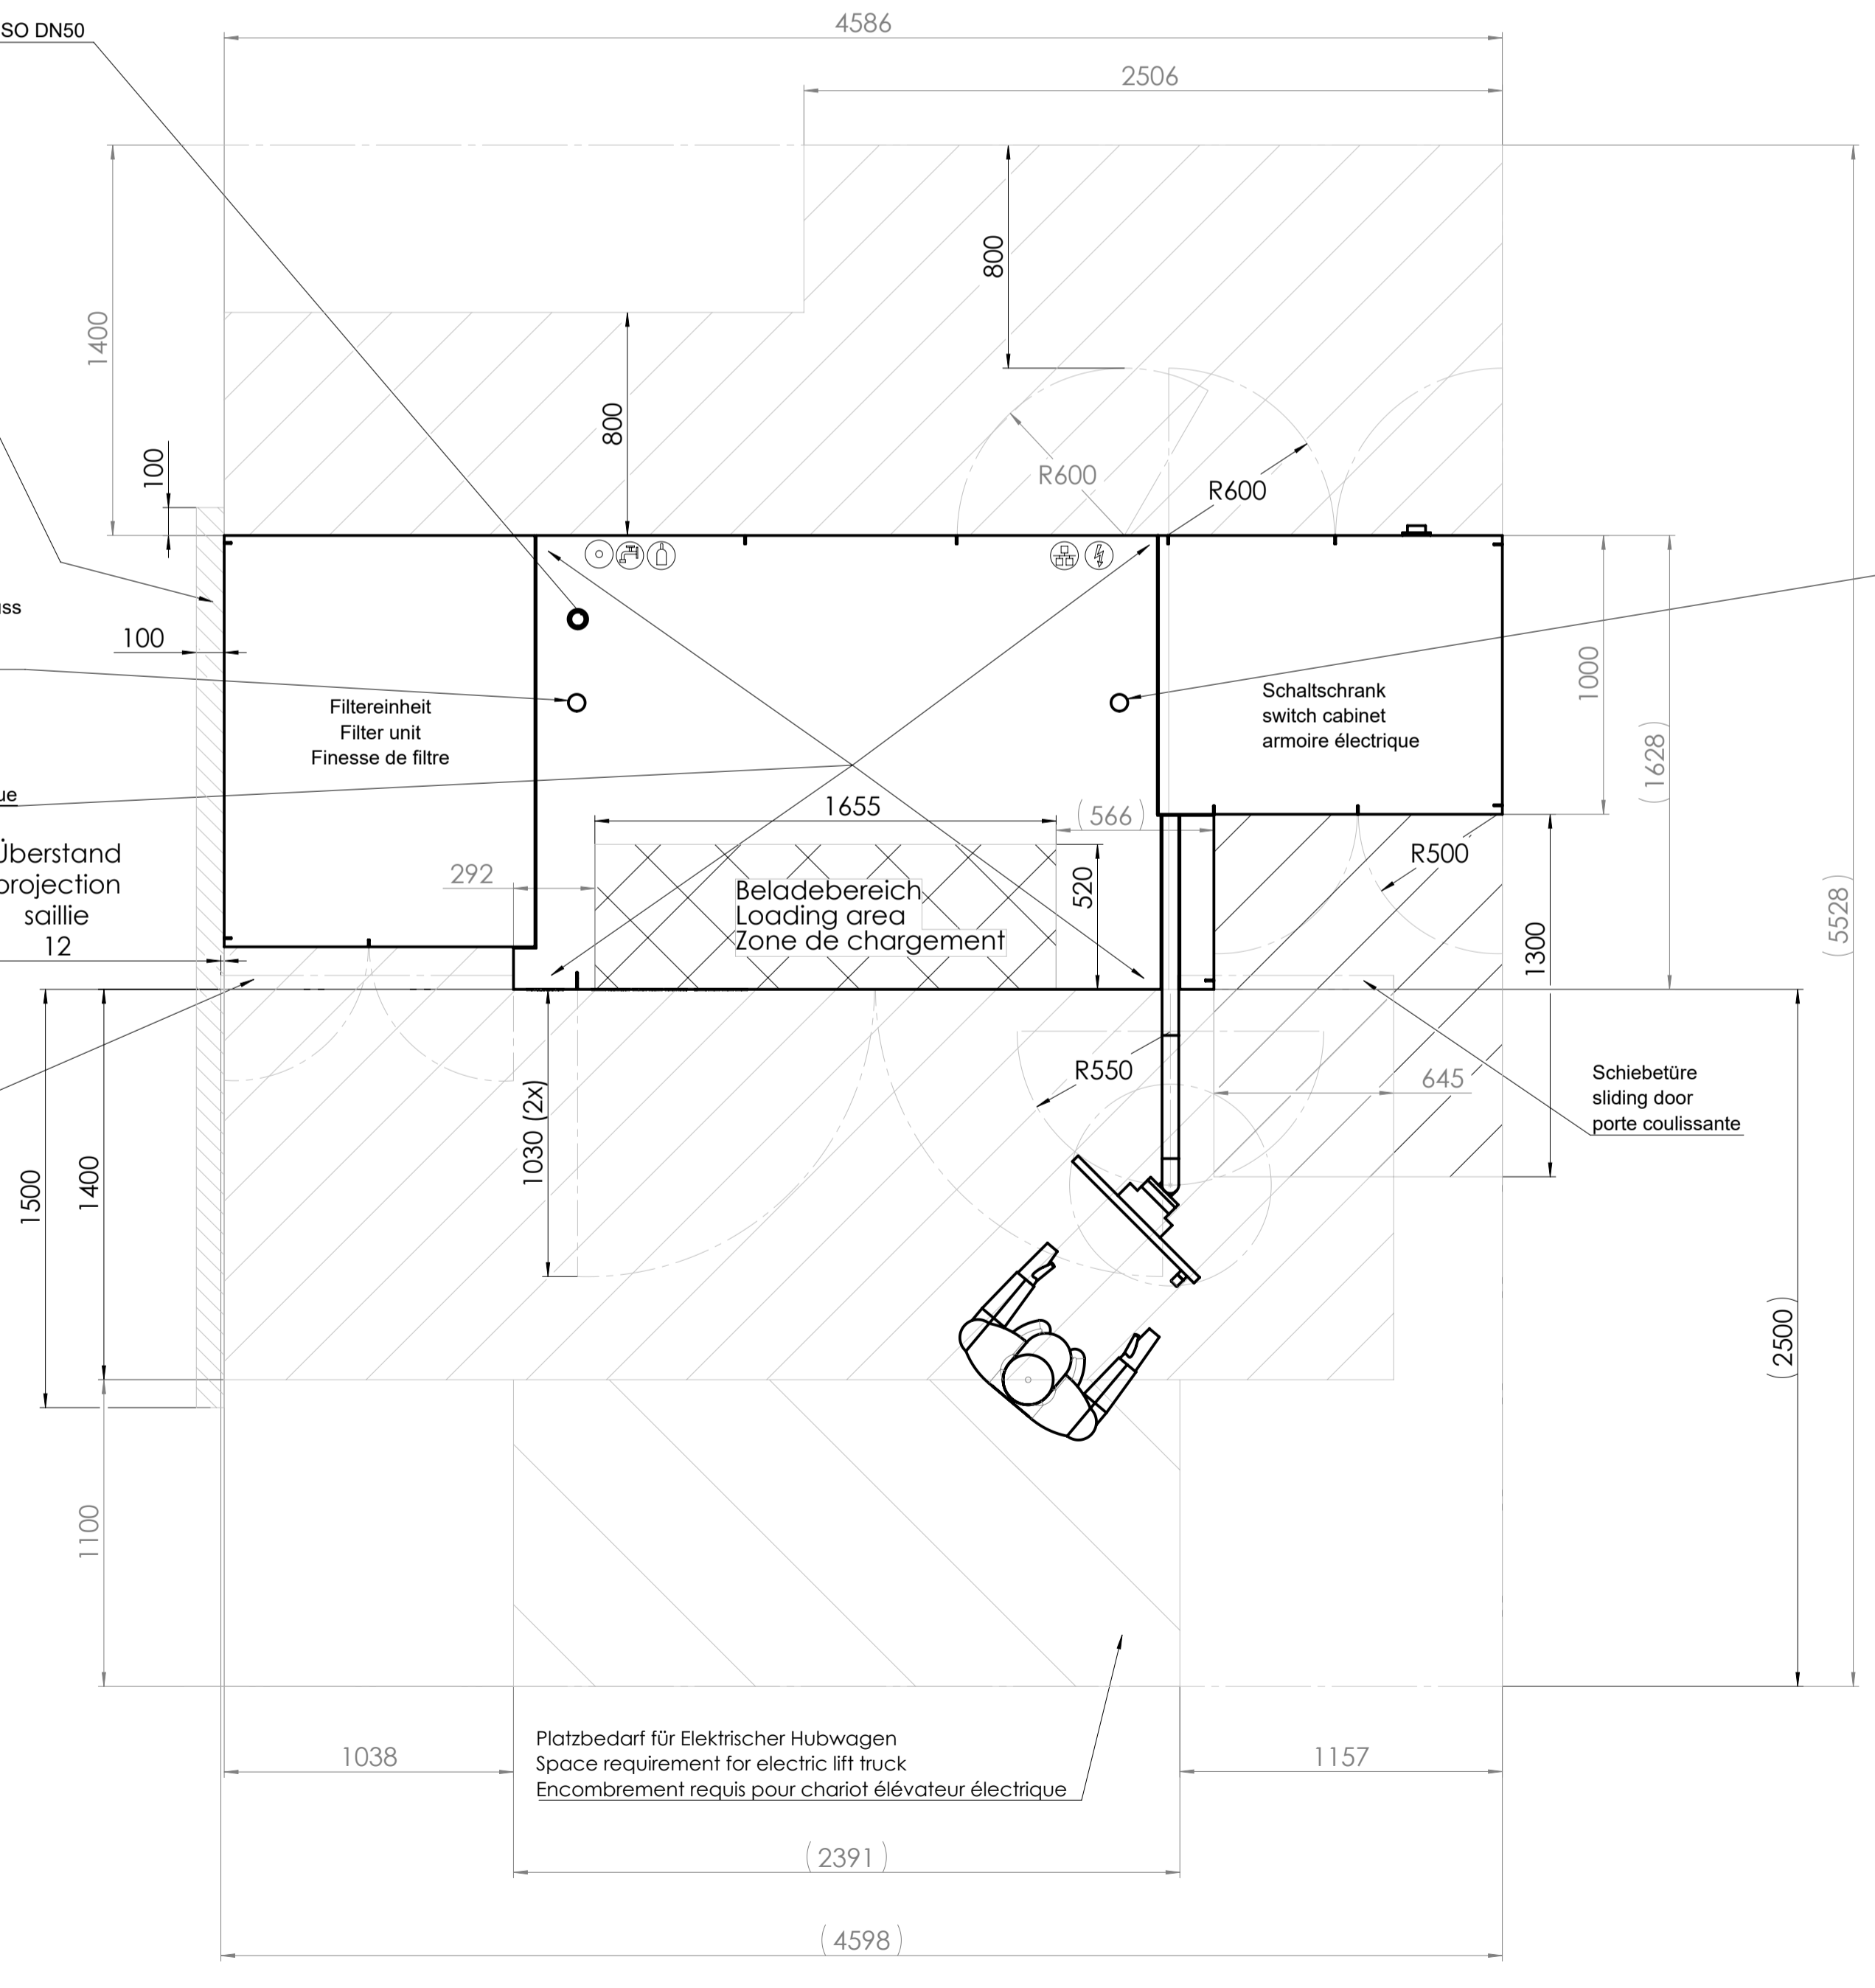 SO DN50
4586
2506
800
1400
800
100
R600
R600
100
1000
Filtereinheit
Filter unit
Finesse de filtre
Schaltschrank
switch cabinet
armoire électrique
(1628)
1655
(566)
Überstand
projection
saillie
12
292
520
R500
Beladebereich
Loading area
Zone de chargement
1300
(5528)
R550
645
Schiebetüre
sliding door
porte coulissante
1030 (2x)
1500
1400
(2500)
1100
Platzbedarf für Elektrischer Hubwagen
Space requirement for electric lift truck
Encombrement requis pour chariot élévateur électrique
1038
1157
(2391)
(4598)